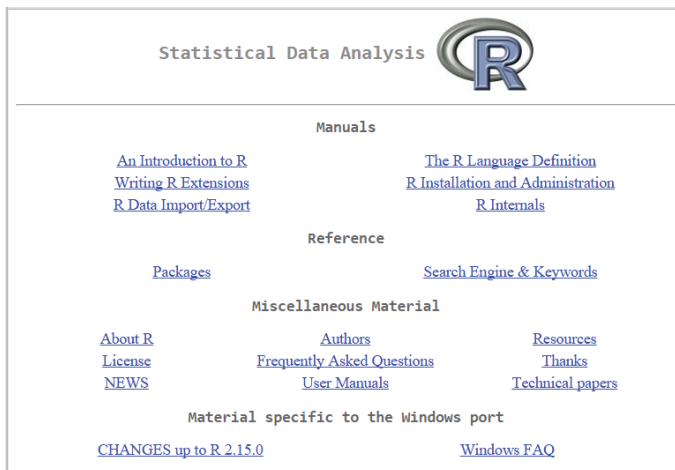 Statistical Data Analysis R
Manuals
An Introduction to R The R Language Definition
Writing R Extensions R Installation and Administration
R Data Import/Export R Internals
Reference
Packages Search Engine & Keywords
Miscellaneous Material
About R Authors Resources
License Frequently Asked Questions Thanks
NEWS User Manuals Technical papers
Material specific to the Windows port
CHANGES up to R 2.15.0 Windows FAQ